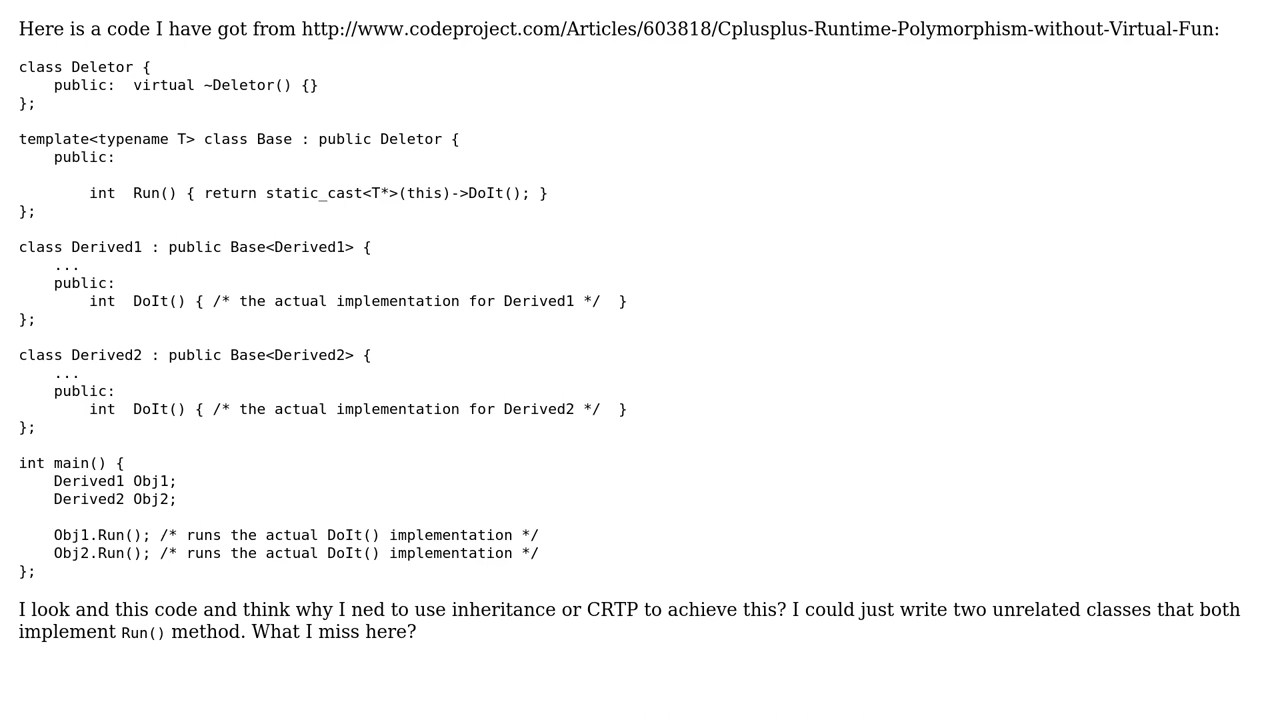 Here is a code I have got from http://www.codeproject.com/Articles/603818/Cplusplus-Runtime-Polymorphism-without-Virtual-Fun:
class Deletor {
    public:  virtual ~Deletor() {}
};
template<typename T> class Base : public Deletor {
    public:
        int  Run() { return static_cast<T*>(this)->DoIt(); }
};
class Derived1 : public Base<Derived1> {
    ...
    public:
        int  DoIt() { /* the actual implementation for Derived1 */  }
};
class Derived2 : public Base<Derived2> {
    ...
    public:
        int  DoIt() { /* the actual implementation for Derived2 */  }
};
int main() {
    Derived1 Obj1;
    Derived2 Obj2;
    Obj1.Run(); /* runs the actual DoIt() implementation */
    Obj2.Run(); /* runs the actual DoIt() implementation */
};
I look and this code and think why I ned to use inheritance or CRTP to achieve this? I could just write two unrelated classes that both
implement Run() method. What I miss here?